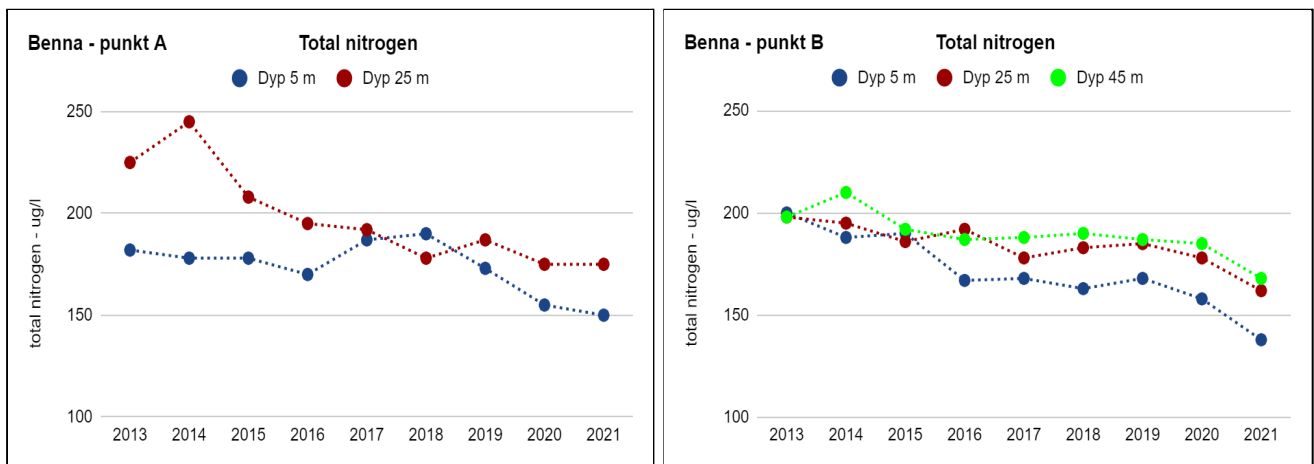 Benna - punkt A Total nitrogen
Dyp 5 m Dyp 25 m
250
200
150
100
total nitrogen - ug/l
2013 2014 2015 2016 2017 2018 2019 2020 2021
Benna - punkt B Total nitrogen
Dyp 5 m Dyp 25 m Dyp 45 m
250
200
150
100
total nitrogen - ug/l
2013 2014 2015 2016 2017 2018 2019 2020 2021